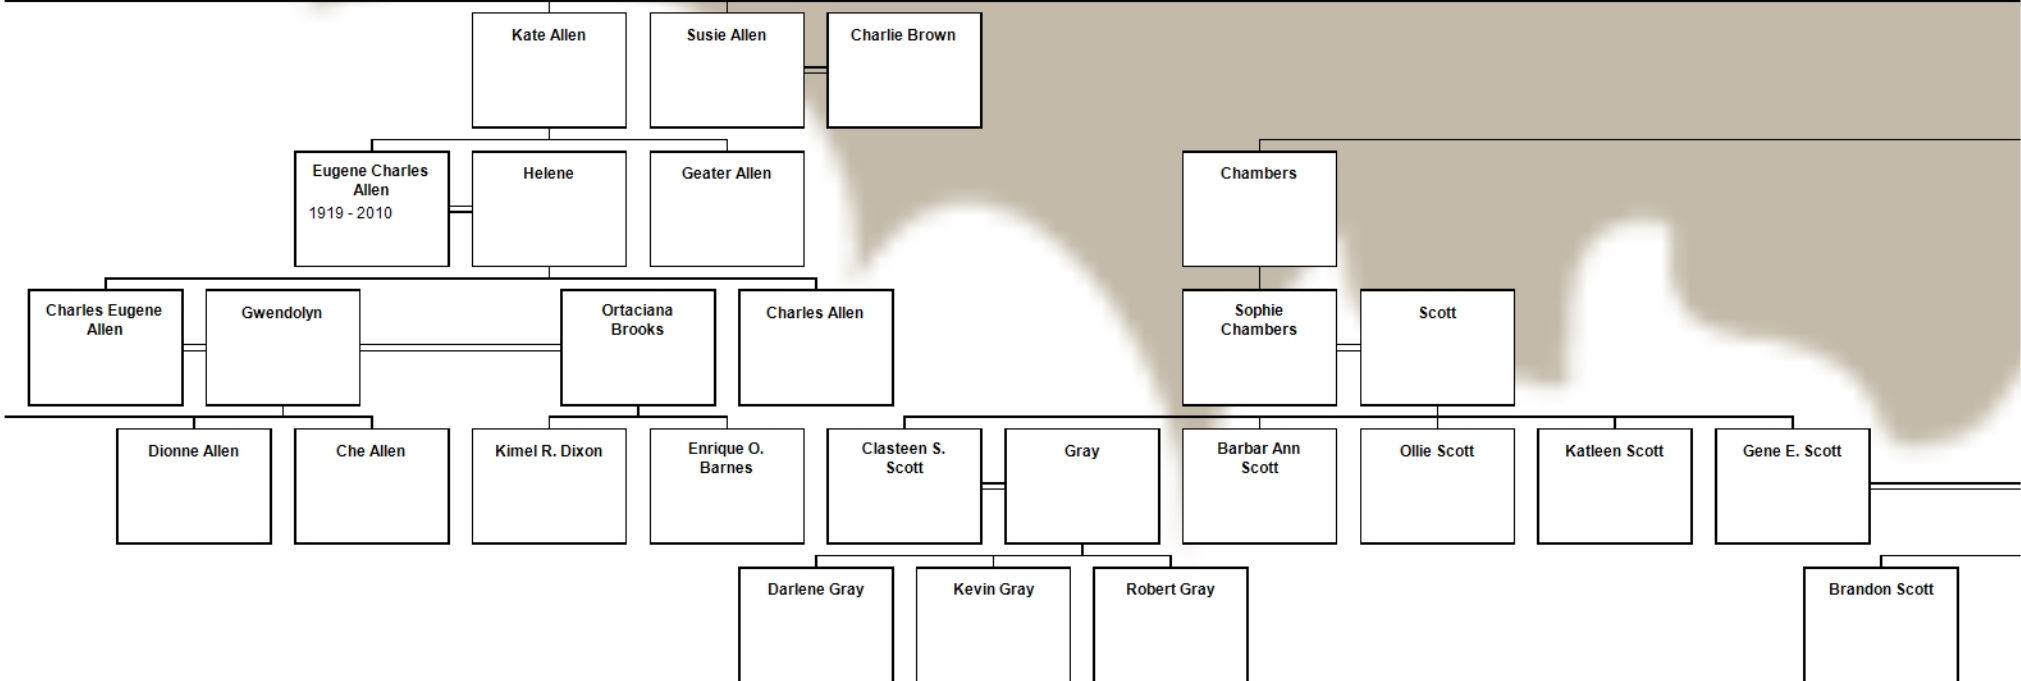 Kate Allen
Susie Allen
Charlie Brown
Eugene Charles
Allen
1919 - 2010
Helene
Geater Allen
Chambers
Charles Eugene
Allen
Gwendolyn
Ortaciana
Brooks
Charles Allen
Sophie
Chambers
Scott
Dionne Allen
Che Allen
Kimel R. Dixon
Enrique O.
Barnes
Clasteen S.
Scott
Gray
Barbar Ann
Scott
Ollie Scott
Katleen Scott
Gene E. Scott
Darlene Gray
Kevin Gray
Robert Gray
Brandon Scott